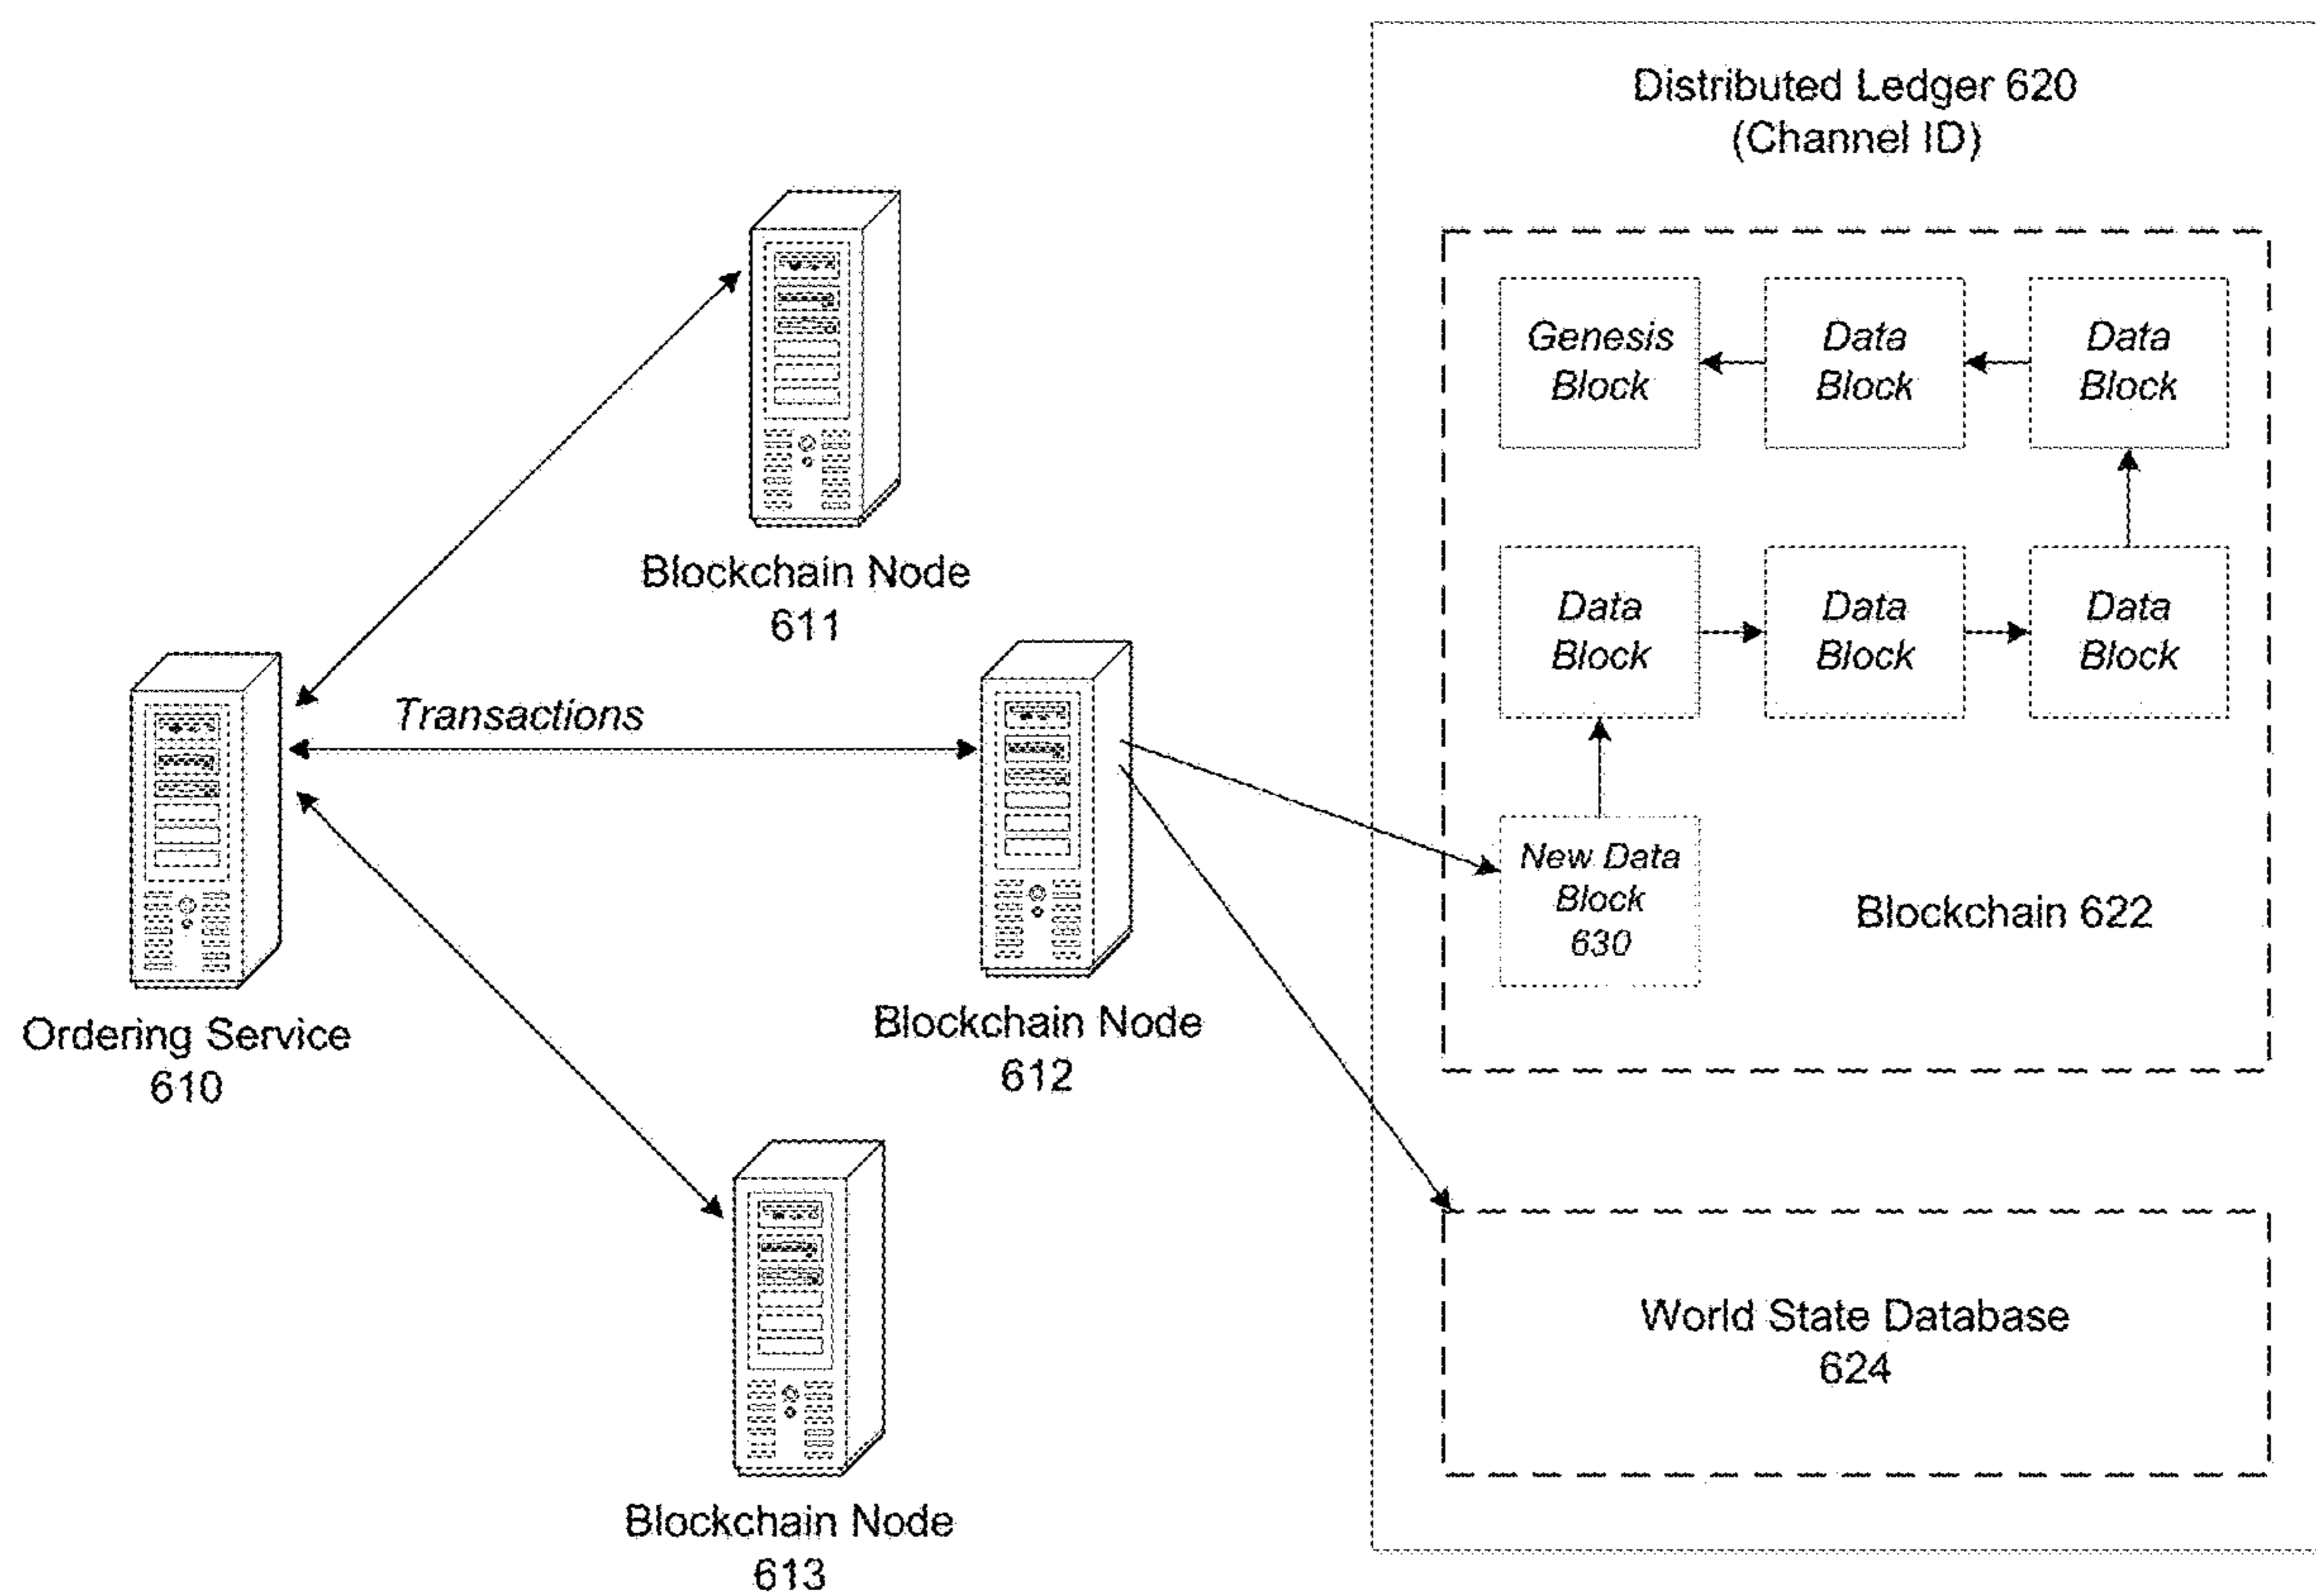 Distributed Ledger 620
(Channel ID)
Genesis
Block
Data
Block
Data
Block
Blockchain Node
611
Data
Block
Data
Block
Data
Block
Transactions
New Data
Block
630
Blockchain 622
Ordering Service
610
Blockchain Node
612
World State Database
624
Blockchain Node
613